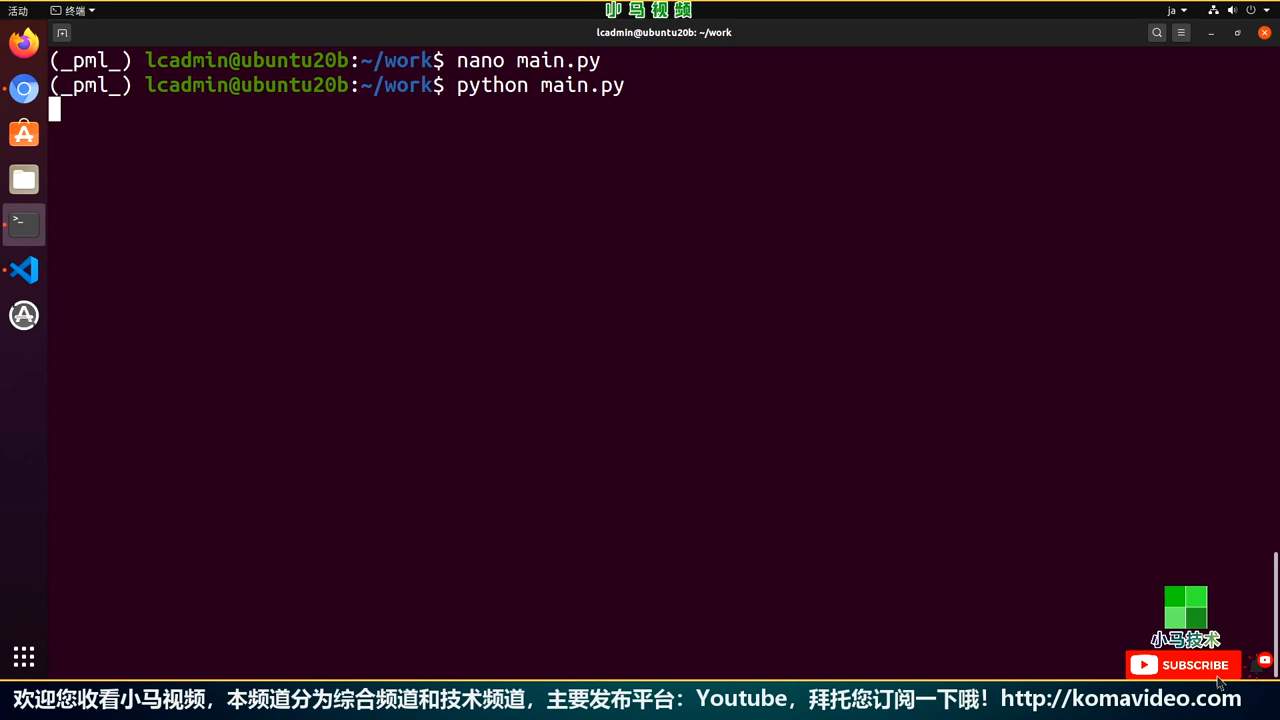 小马视频
活动 终端 ja
lcadmin@ubuntu20b: ~/work
(_pml_) lcadmin@ubuntu20b:~/work$ nano main.py
(_pml_) lcadmin@ubuntu20b:~/work$ python main.py
小马技术
SUBSCRIBE
欢迎您收看小马视频，本频道分为综合频道和技术频道，主要发布平台：Youtube，拜托您订阅一下哦！http://komavideo.com